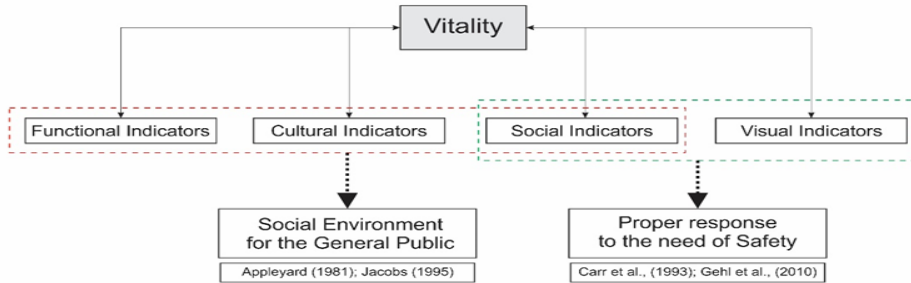 Vitality
Functional Indicators
Cultural Indicators
Social Indicators
Visual Indicators
Social Environment
for the General Public
Appleyard (1981); Jacobs (1995)
Proper response
to the need of Safety
Carr et al., (1993); Gehl et al., (2010)